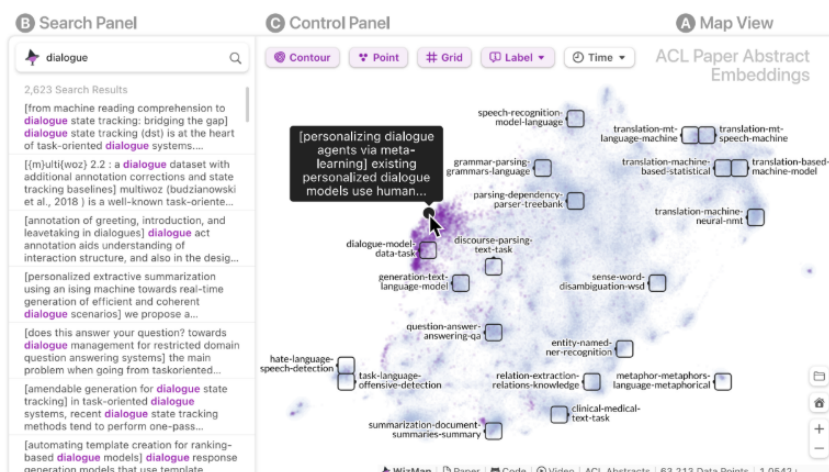 B Search Panel
C Control Panel
A Map View
dialogue
Contour
Point
Grid
Label
Time
ACL Paper Abstract
Embeddings
2,623 Search Results
[from machine reading comprehension to
dialogue state tracking: bridging the gap]
dialogue state tracking (dst) is at the heart
of task-oriented dialogue systems....
[{m}ulti{woz} 2.2 : a dialogue dataset with
additional annotation corrections and state
tracking baselines] multiwoz (budzianowski
et al., 2018 ) is a well-known task-oriente...
[annotation of greeting, introduction, and
leavetaking in dialogues] dialogue act
annotation aids understanding of
interaction structure, and also in the desig...
[personalized extractive summarization
using an ising machine towards real-time
generation of efficient and coherent
dialogue scenarios] we propose a...
[does this answer your question? towards
dialogue management for restricted domain
question answering systems] the main
problem when going from taskoriented...
[amendable generation for dialogue state
tracking] in task-oriented dialogue
systems, recent dialogue state tracking
methods tend to perform one-pass...
[automating template creation for ranking-
based dialogue models] dialogue response
generation models that use template
[personalizing dialogue
agents via meta-
learning] existing
personalized dialogue
models use human...
speech-recognition-
model-language
translation-mt-
language-machine
translation-mt-
speech-machine
grammar-parsing-
grammars-language
translation-machine-
based-statistical
translation-based-
machine-model
parsing-dependency-
parser-treebank
translation-machine-
neural-nmt
dialogue-model-
data-task
discourse-parsing-
text-task
generation-text-
language-model
sense-word-
disambiguation-wsd
question-answer-
answering-qa
entity-named-
ner-recognition
hate-language-
speech-detection
task-language-
offensive-detection
relation-extraction-
relations-knowledge
metaphor-metaphors-
language-metaphorical
clinical-medical-
text-task
summarization-document-
summaries-summary
WizMap | Paper | Code | Video | ACL Abstracts | 63,213 Data Points |